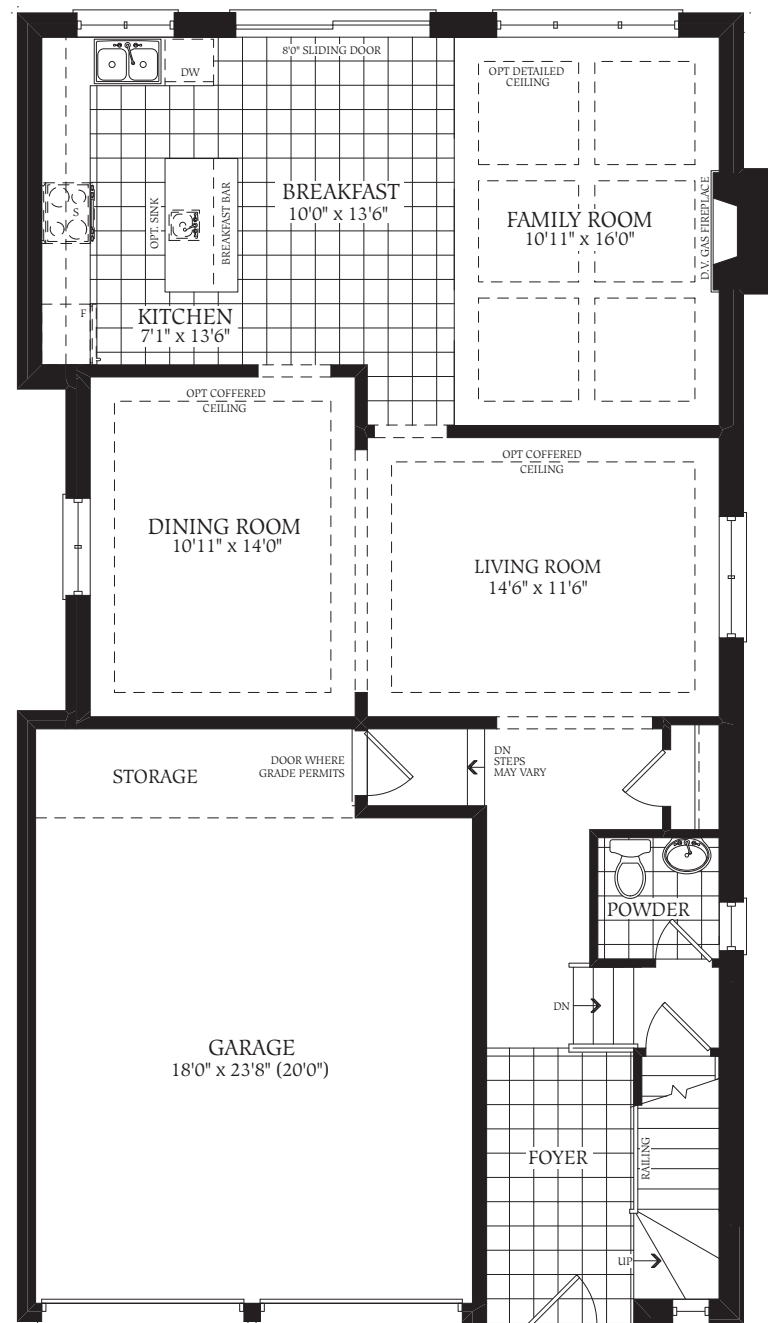 8'0" SLIDING DOOR
DW
OPT DETAILED
CEILING
S
OPT. SINK
BREAKFAST BAR
BREAKFAST
10'0" x 13'6"
FAMILY ROOM
10'11" x 16'0"
D.V. GAS FIREPLACE
F
KITCHEN
7'1" x 13'6"
OPT COFFERED
CEILING
OPT COFFERED
CEILING
DINING ROOM
10'11" x 14'0"
LIVING ROOM
14'6" x 11'6"
STORAGE
DOOR WHERE
GRADE PERMITS
DN
STEPS
MAY VARY
POWDER
DN
GARAGE
18'0" x 23'8" (20'0")
FOYER
RAILING
UP